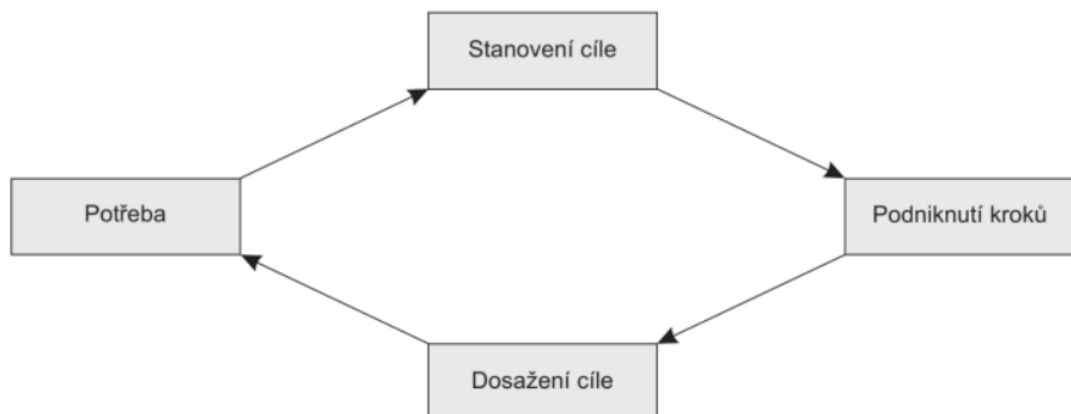 Stanovení cíle
Potřeba
Podniknutí kroků
Dosažení cíle